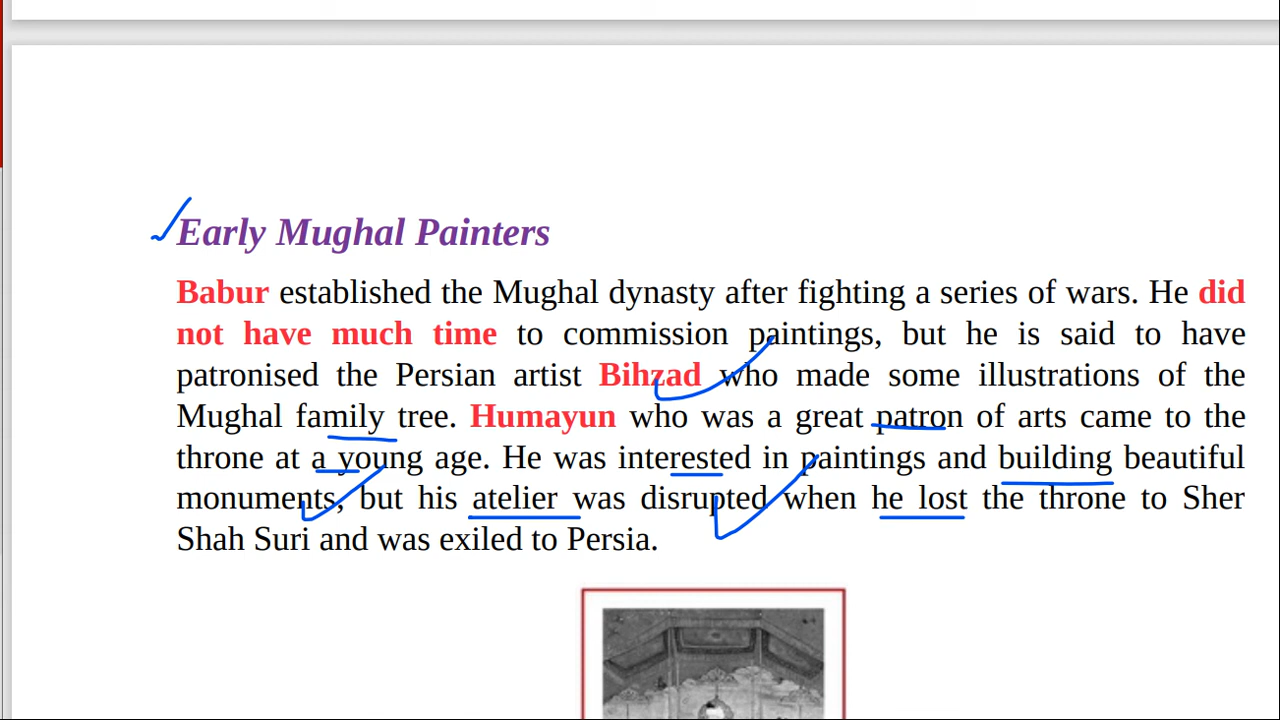 Early Mughal Painters
Babur established the Mughal dynasty after fighting a series of wars. He did
not have much time to commission paintings, but he is said to have
patronised the Persian artist Bihzad who made some illustrations of the
Mughal family tree. Humayun who was a great patron of arts came to the
throne at a young age. He was interested in paintings and building beautiful
monuments, but his atelier was disrupted when he lost the throne to Sher
Shah Suri and was exiled to Persia.